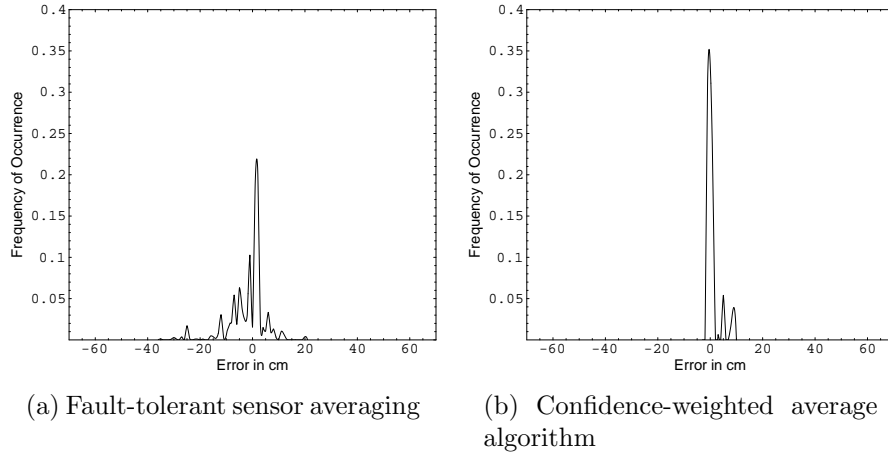 0.4
0.35
0.3
0.25
0.2
0.15
0.1
0.05
Frequency of Occurrence
-60 -40 -20 0 20 40 60
Error in cm
(a) Fault-tolerant sensor averaging
0.4
0.35
0.3
0.25
0.2
0.15
0.1
0.05
Frequency of Occurrence
-60 -40 -20 0 20 40 60
Error in cm
(b) Confidence-weighted average
algorithm